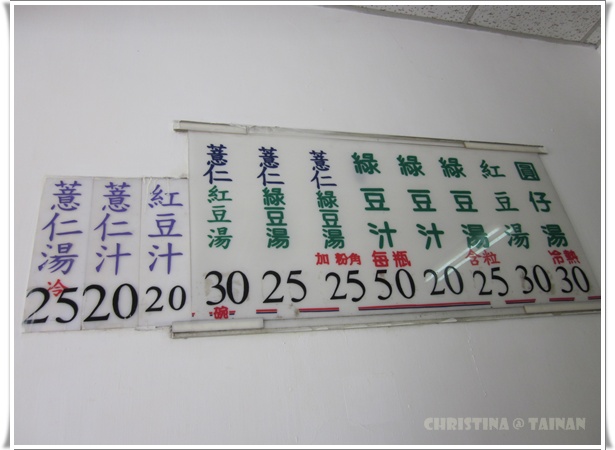 薏仁湯
冷
25
薏仁汁
20
紅豆汁
20
薏仁紅豆湯
30
一碗
薏仁綠豆湯
25
薏仁綠豆湯
加粉角
25
綠豆汁
每瓶
50
綠豆汁
20
綠豆湯
含粒
25
紅豆湯
30
圓仔湯
冷熱
30
CHRISTINA @ TAINAN